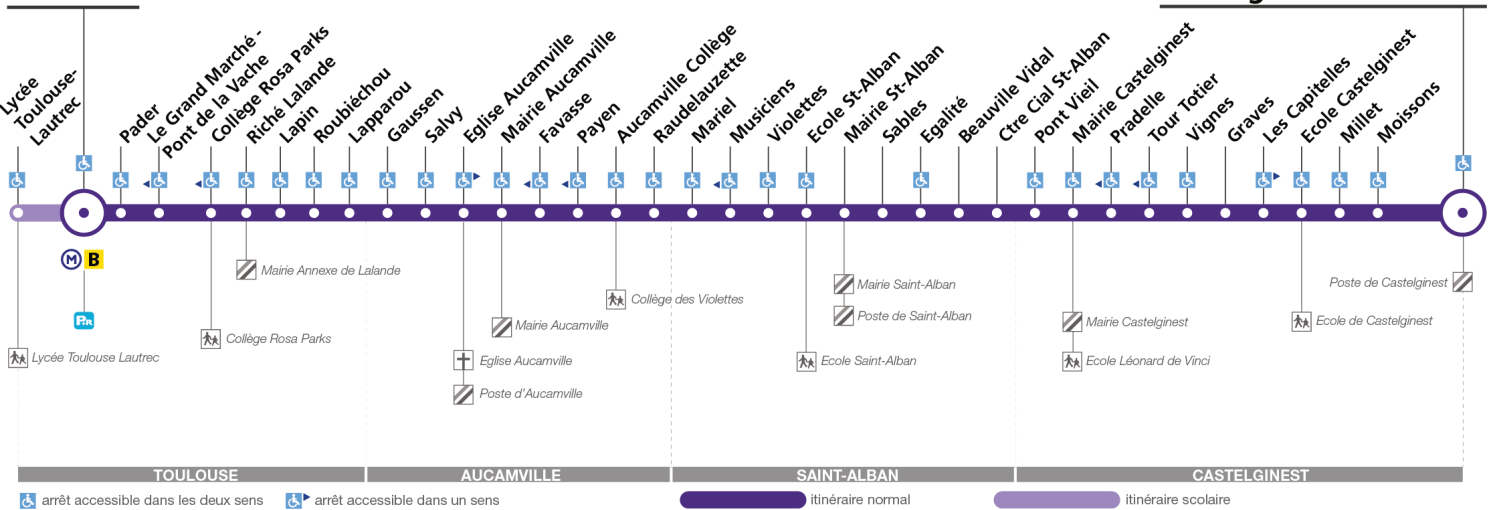 Lycée
Toulouse-
Lautrec
Pader
Le Grand Marché -
Pont de la Vache
Collège Rosa Parks
Riché Lalande
Lapin
Roubiéchou
Lapparou
Gaussen
Salvy
Eglise Aucamville
Mairie Aucamville
Favasse
Payen
Aucamville Collège
Raudelauzette
Mariel
Musiciens
Violettes
Ecole St-Alban
Mairie St-Alban
Sables
Egalité
Beauville Vidal
Ctre Cial St-Alban
Pont Vieil
Mairie Castelginest
Pradelle
Tour Totier
Vignes
Graves
Les Capitelles
Ecole Castelginest
Millet
Moissons
M B
P+R
Mairie Annexe de Lalande
Collège Rosa Parks
Lycée Toulouse Lautrec
Mairie Aucamville
Eglise Aucamville
Poste d'Aucamville
Collège des Violettes
Mairie Saint-Alban
Poste de Saint-Alban
Ecole Saint-Alban
Mairie Castelginest
Ecole Léonard de Vinci
Poste de Castelginest
Ecole de Castelginest
TOULOUSE
AUCAMVILLE
SAINT-ALBAN
CASTELGINEST
arrêt accessible dans les deux sens
arrêt accessible dans un sens
itinéraire normal
itinéraire scolaire